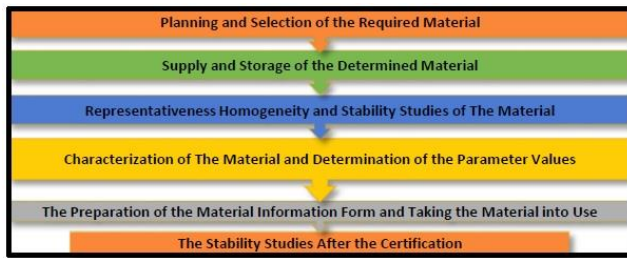 Planning and Selection of the Required Material
Supply and Storage of the Determined Material
Representativeness Homogeneity and Stability Studies of The Material
Characterization of The Material and Determination of the Parameter Values
The Preparation of the Material Information Form and Taking the Material into Use
The Stability Studies After the Certification